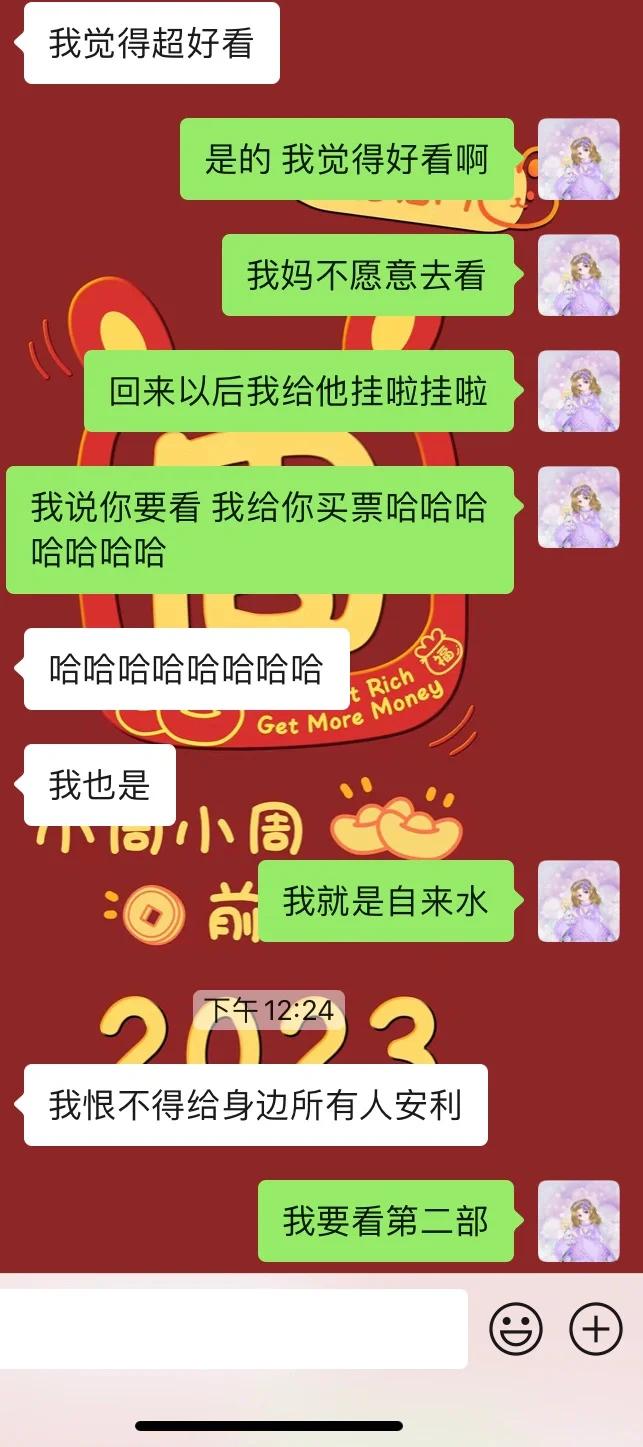 我觉得超好看
是的 我觉得好看啊
我妈不愿意去看
回来以后我给他挂啦挂啦
我说你要看 我给你买票哈哈哈
哈哈哈哈
哈哈哈哈哈哈哈哈
福
t Rich
Get More Money
我也是
小周小周
我就是自来水
前
下午12:24
2023
我恨不得给身边所有人安利
我要看第二部